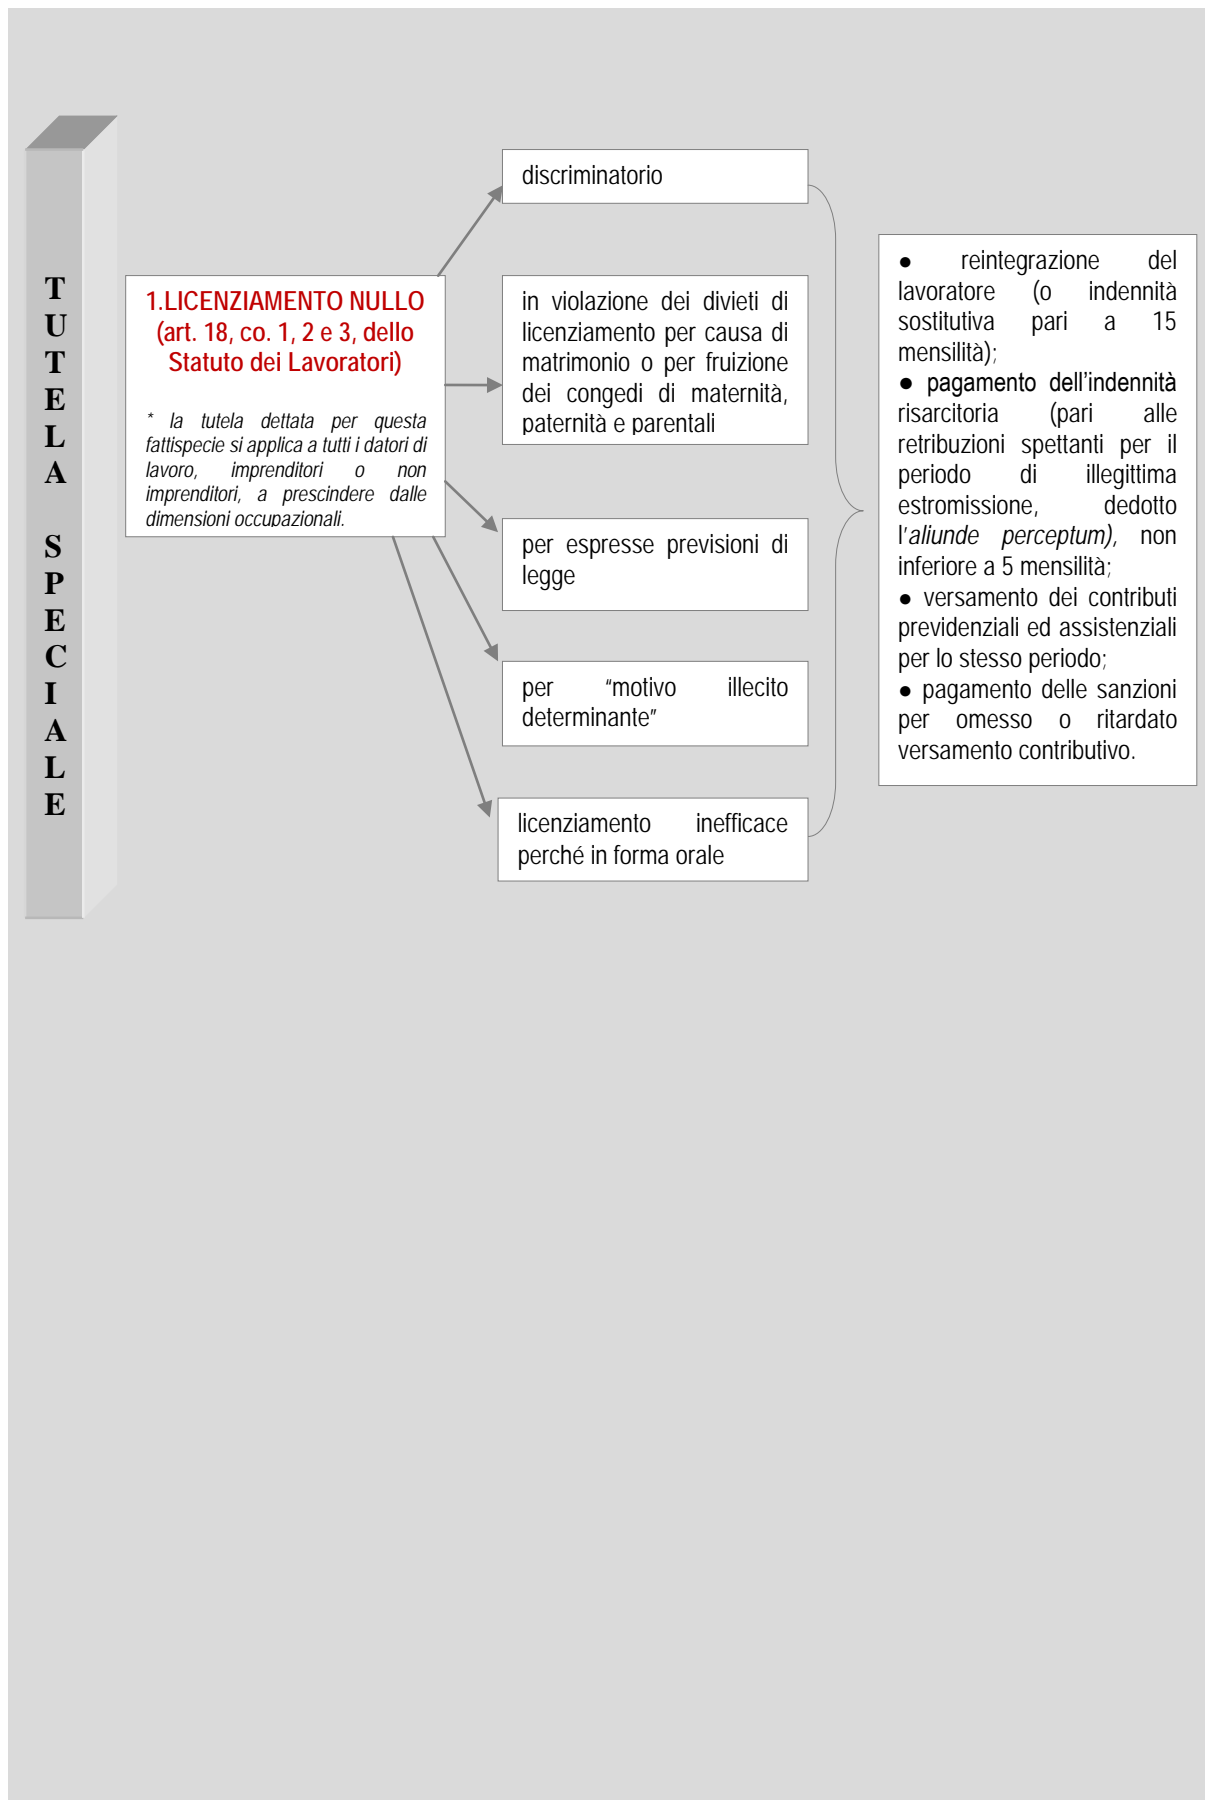 TUTELA SPECIALE
1.LICENZIAMENTO NULLO
(art. 18, co. 1, 2 e 3, dello
Statuto dei Lavoratori)
* la tutela dettata per questa
fattispecie si applica a tutti i datori di
lavoro, imprenditori o non
imprenditori, a prescindere dalle
dimensioni occupazionali.
discriminatorio
in violazione dei divieti di
licenziamento per causa di
matrimonio o per fruizione
dei congedi di maternità,
paternità e parentali
per espresse previsioni di
legge
per “motivo illecito
determinante”
licenziamento inefficace
perché in forma orale
● reintegrazione del
lavoratore (o indennità
sostitutiva pari a 15
mensilità);
● pagamento dell’indennità
risarcitoria (pari alle
retribuzioni spettanti per il
periodo di illegittima
estromissione, dedotto
l’aliunde perceptum), non
inferiore a 5 mensilità;
● versamento dei contributi
previdenziali ed assistenziali
per lo stesso periodo;
● pagamento delle sanzioni
per omesso o ritardato
versamento contributivo.